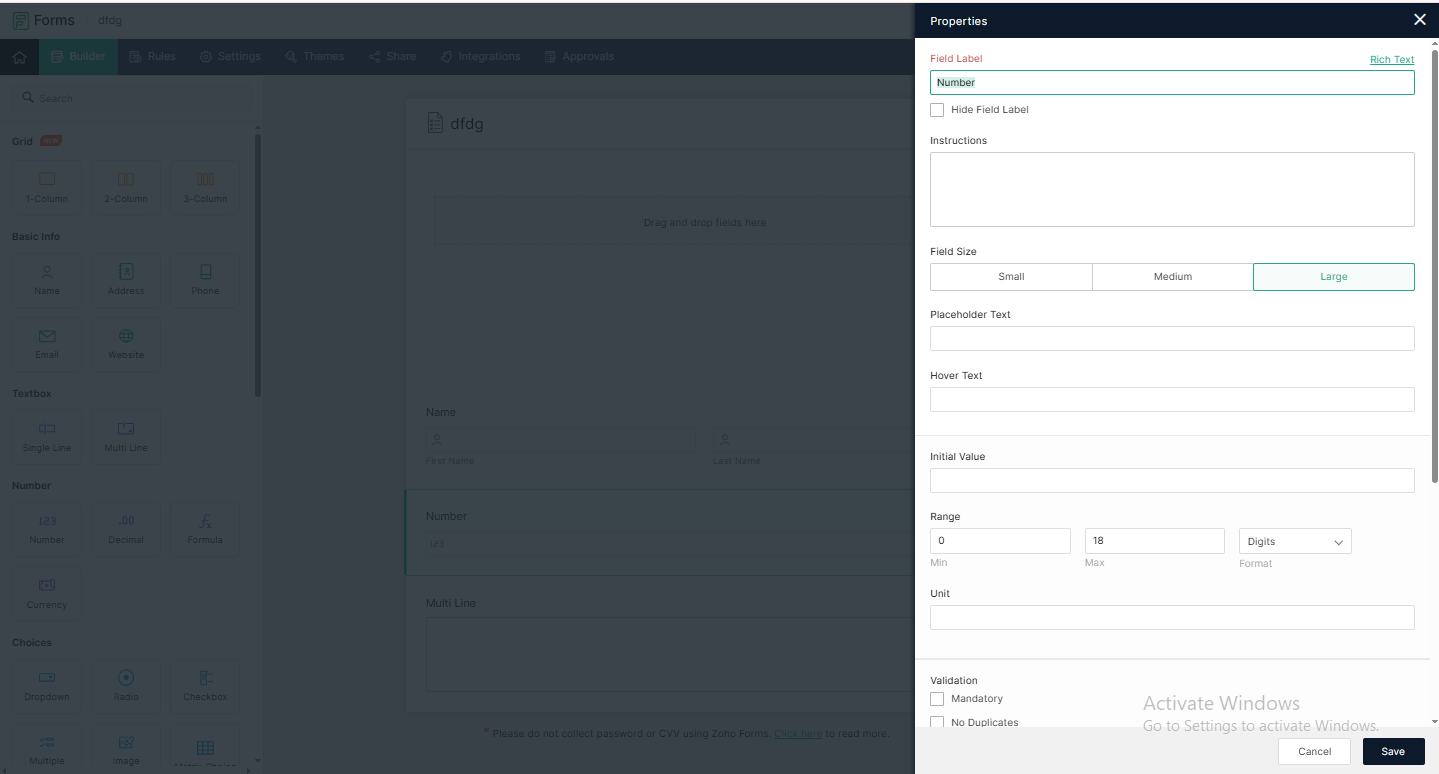 Forms
dfdg
Builder
Rules
Settings
Themes
Share
Integrations
Approvals
Search
Grid NEW
1-Column
2-Column
3-Column
Basic Info
Name
Address
Phone
Email
Website
Textbox
Single Line
Multi Line
Number
123
.00
Number
Decimal
Formula
Currency
Choices
Dropdown
Radio
Checkbox
Multiple
Image
Matrix Choice
dfdg
Drag and drop fields here
Name
First Name
Last Name
Number
123
Multi Line
* Please do not collect password or CVV using Zoho Forms. Click here to read more.
Properties
Field Label
Rich Text
Number
Hide Field Label
Instructions
Field Size
Small
Medium
Large
Placeholder Text
Hover Text
Initial Value
Range
0
18
Digits
Min
Max
Format
Unit
Validation
Mandatory
No Duplicates
Activate Windows
Go to Settings to activate Windows.
Cancel
Save